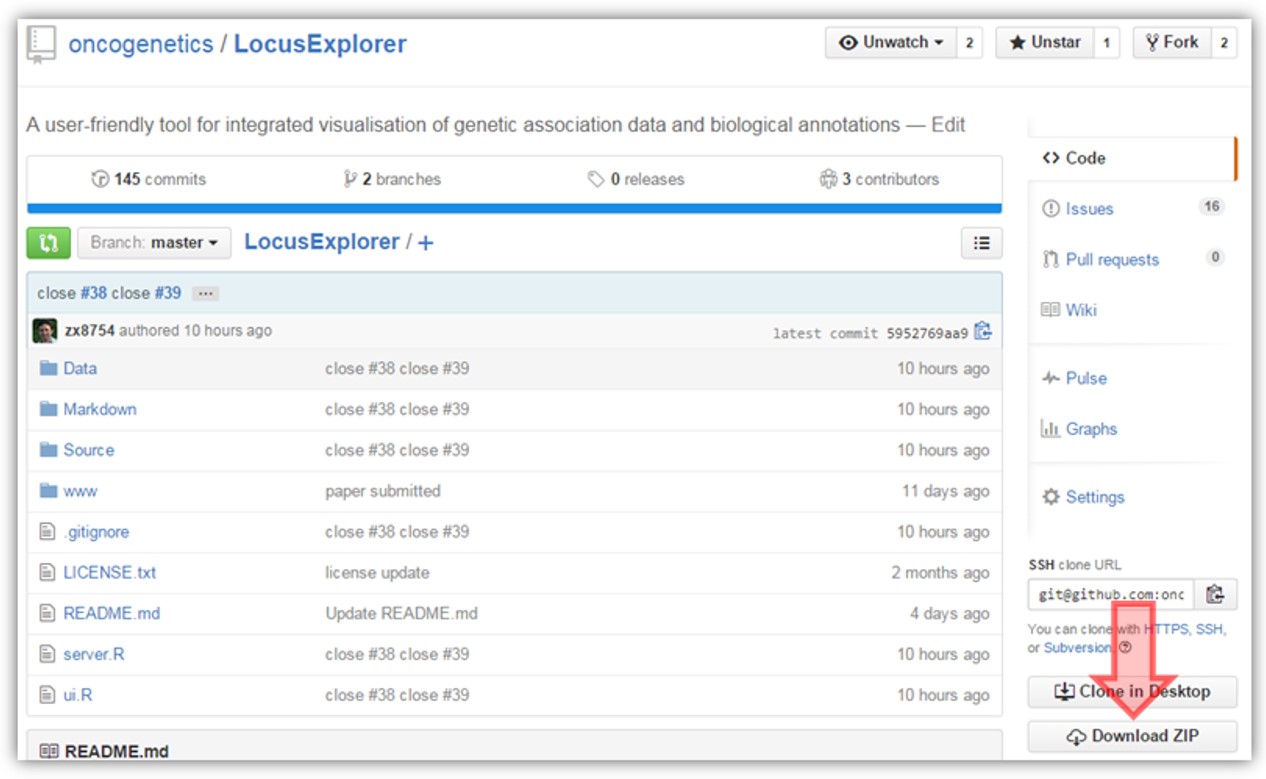 oncogenetics / LocusExplorer
Unwatch 2 Unstar 1 Fork 2
A user-friendly tool for integrated visualisation of genetic association data and biological annotations — Edit
145 commits 2 branches 0 releases 3 contributors
Branch: master LocusExplorer / +
close #38 close #39 ...
zx8754 authored 10 hours ago latest commit 5952769aa9
Data close #38 close #39 10 hours ago
Markdown close #38 close #39 10 hours ago
Source close #38 close #39 10 hours ago
www paper submitted 11 days ago
.gitignore close #38 close #39 10 hours ago
LICENSE.txt license update 2 months ago
README.md Update README.md 4 days ago
server.R close #38 close #39 10 hours ago
ui.R close #38 close #39 10 hours ago
README.md
Code
Issues 16
Pull requests 0
Wiki
Pulse
Graphs
Settings
SSH clone URL
git@github.com:onc
You can clone with HTTPS, SSH,
or Subversion.
Clone in Desktop
Download ZIP